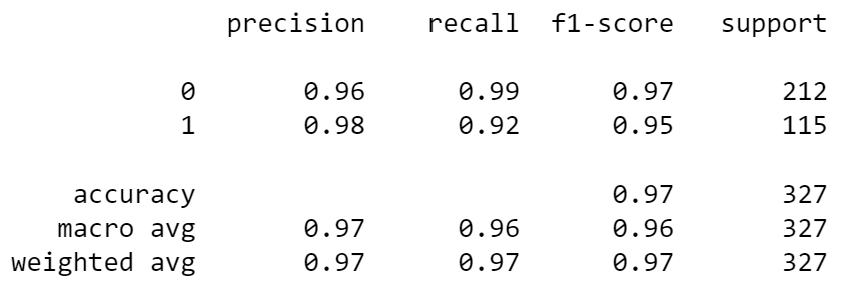 precision recall f1-score support
0 0.96 0.99 0.97 212
1 0.98 0.92 0.95 115
accuracy 0.97 327
macro avg 0.97 0.96 0.96 327
weighted avg 0.97 0.97 0.97 327